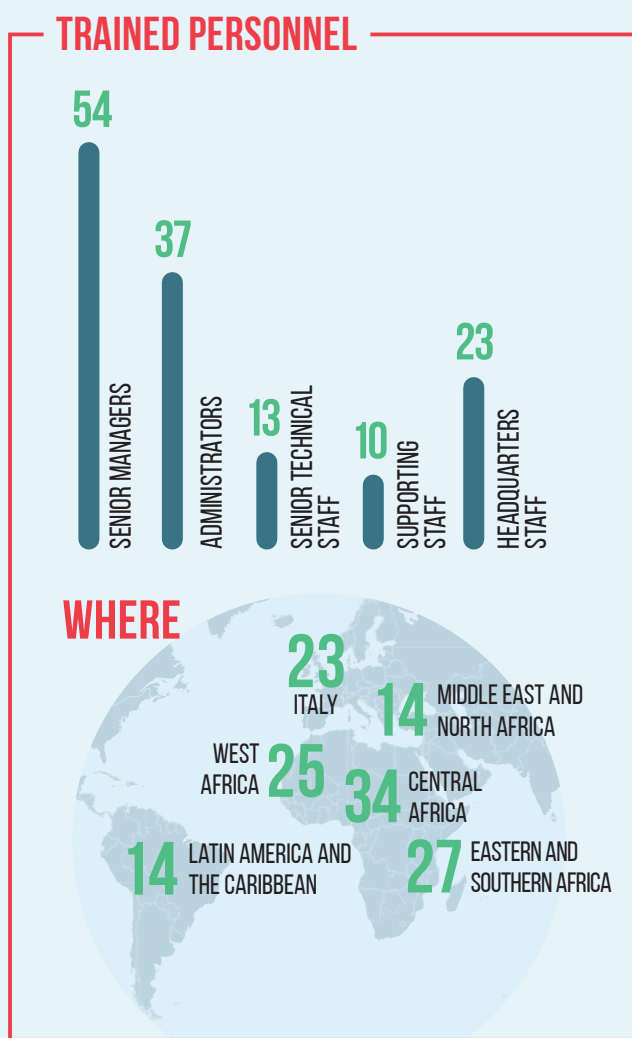 TRAINED PERSONNEL
54
SENIOR MANAGERS
37
ADMINISTRATORS
13
SENIOR TECHNICAL
STAFF
10
SUPPORTING
STAFF
23
HEADQUARTERS
STAFF
WHERE
23
ITALY
14
MIDDLE EAST AND
NORTH AFRICA
WEST
AFRICA
25
34
CENTRAL
AFRICA
14
LATIN AMERICA AND
THE CARIBBEAN
27
EASTERN AND
SOUTHERN AFRICA